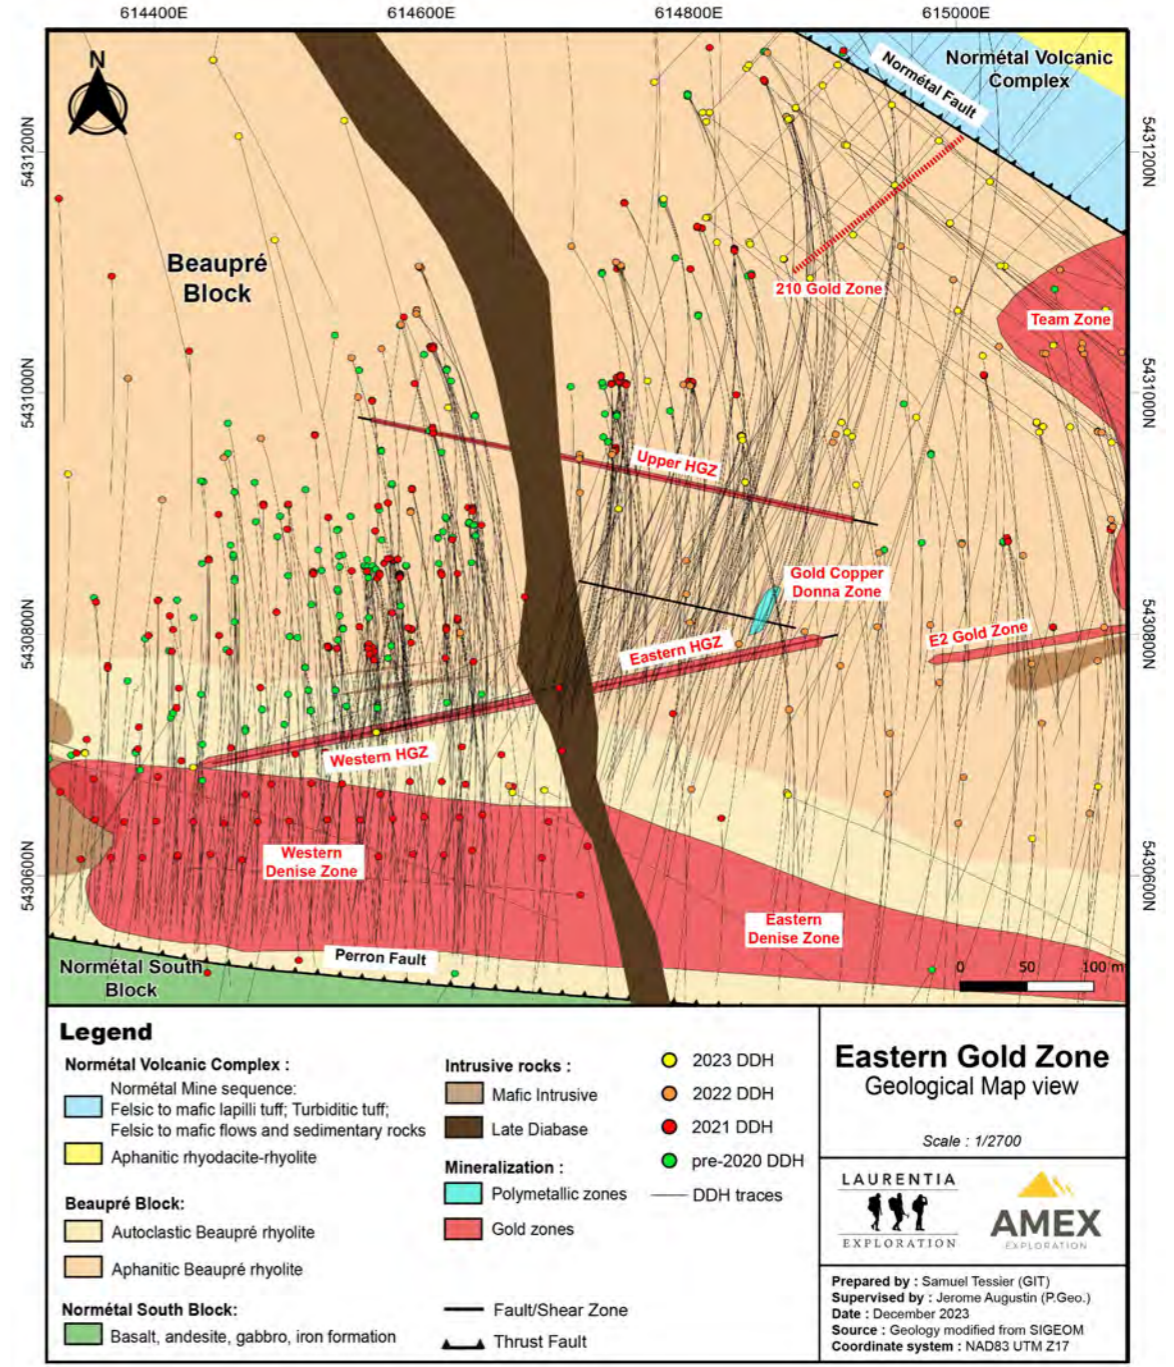 614400E
614600E
614800E
615000E
N
5431200N
5431000N
5430800N
5430600N
5431200N
5431000N
5430800N
5430600N
Normétal Volcanic
Complex
Normétal Fault
Beaupré
Block
210 Gold Zone
Team Zone
Upper HGZ
Gold Copper
Donna Zone
Eastern HGZ
E2 Gold Zone
Western HGZ
Western
Denise Zone
Eastern
Denise Zone
Perron Fault
Normétal South
Block
0 50 100 m
Legend
Normétal Volcanic Complex :
Normétal Mine sequence:
Felsic to mafic lapilli tuff; Turbiditic tuff;
Felsic to mafic flows and sedimentary rocks
Aphanitic rhyodacite-rhyolite
Beaupré Block:
Autoclastic Beaupré rhyolite
Aphanitic Beaupré rhyolite
Normétal South Block:
Basalt, andesite, gabbro, iron formation
Intrusive rocks :
Mafic Intrusive
Late Diabase
Mineralization :
Polymetallic zones
Gold zones
Fault/Shear Zone
Thrust Fault
2023 DDH
2022 DDH
2021 DDH
pre-2020 DDH
DDH traces
Eastern Gold Zone
Geological Map view
Scale : 1/2700
LAURENTIA
EXPLORATION
AMEX
EXPLORATION
Prepared by : Samuel Tessier (GIT)
Supervised by : Jerome Augustin (P.Geo.)
Date : December 2023
Source : Geology modified from SIGEOM
Coordinate system : NAD83 UTM Z17